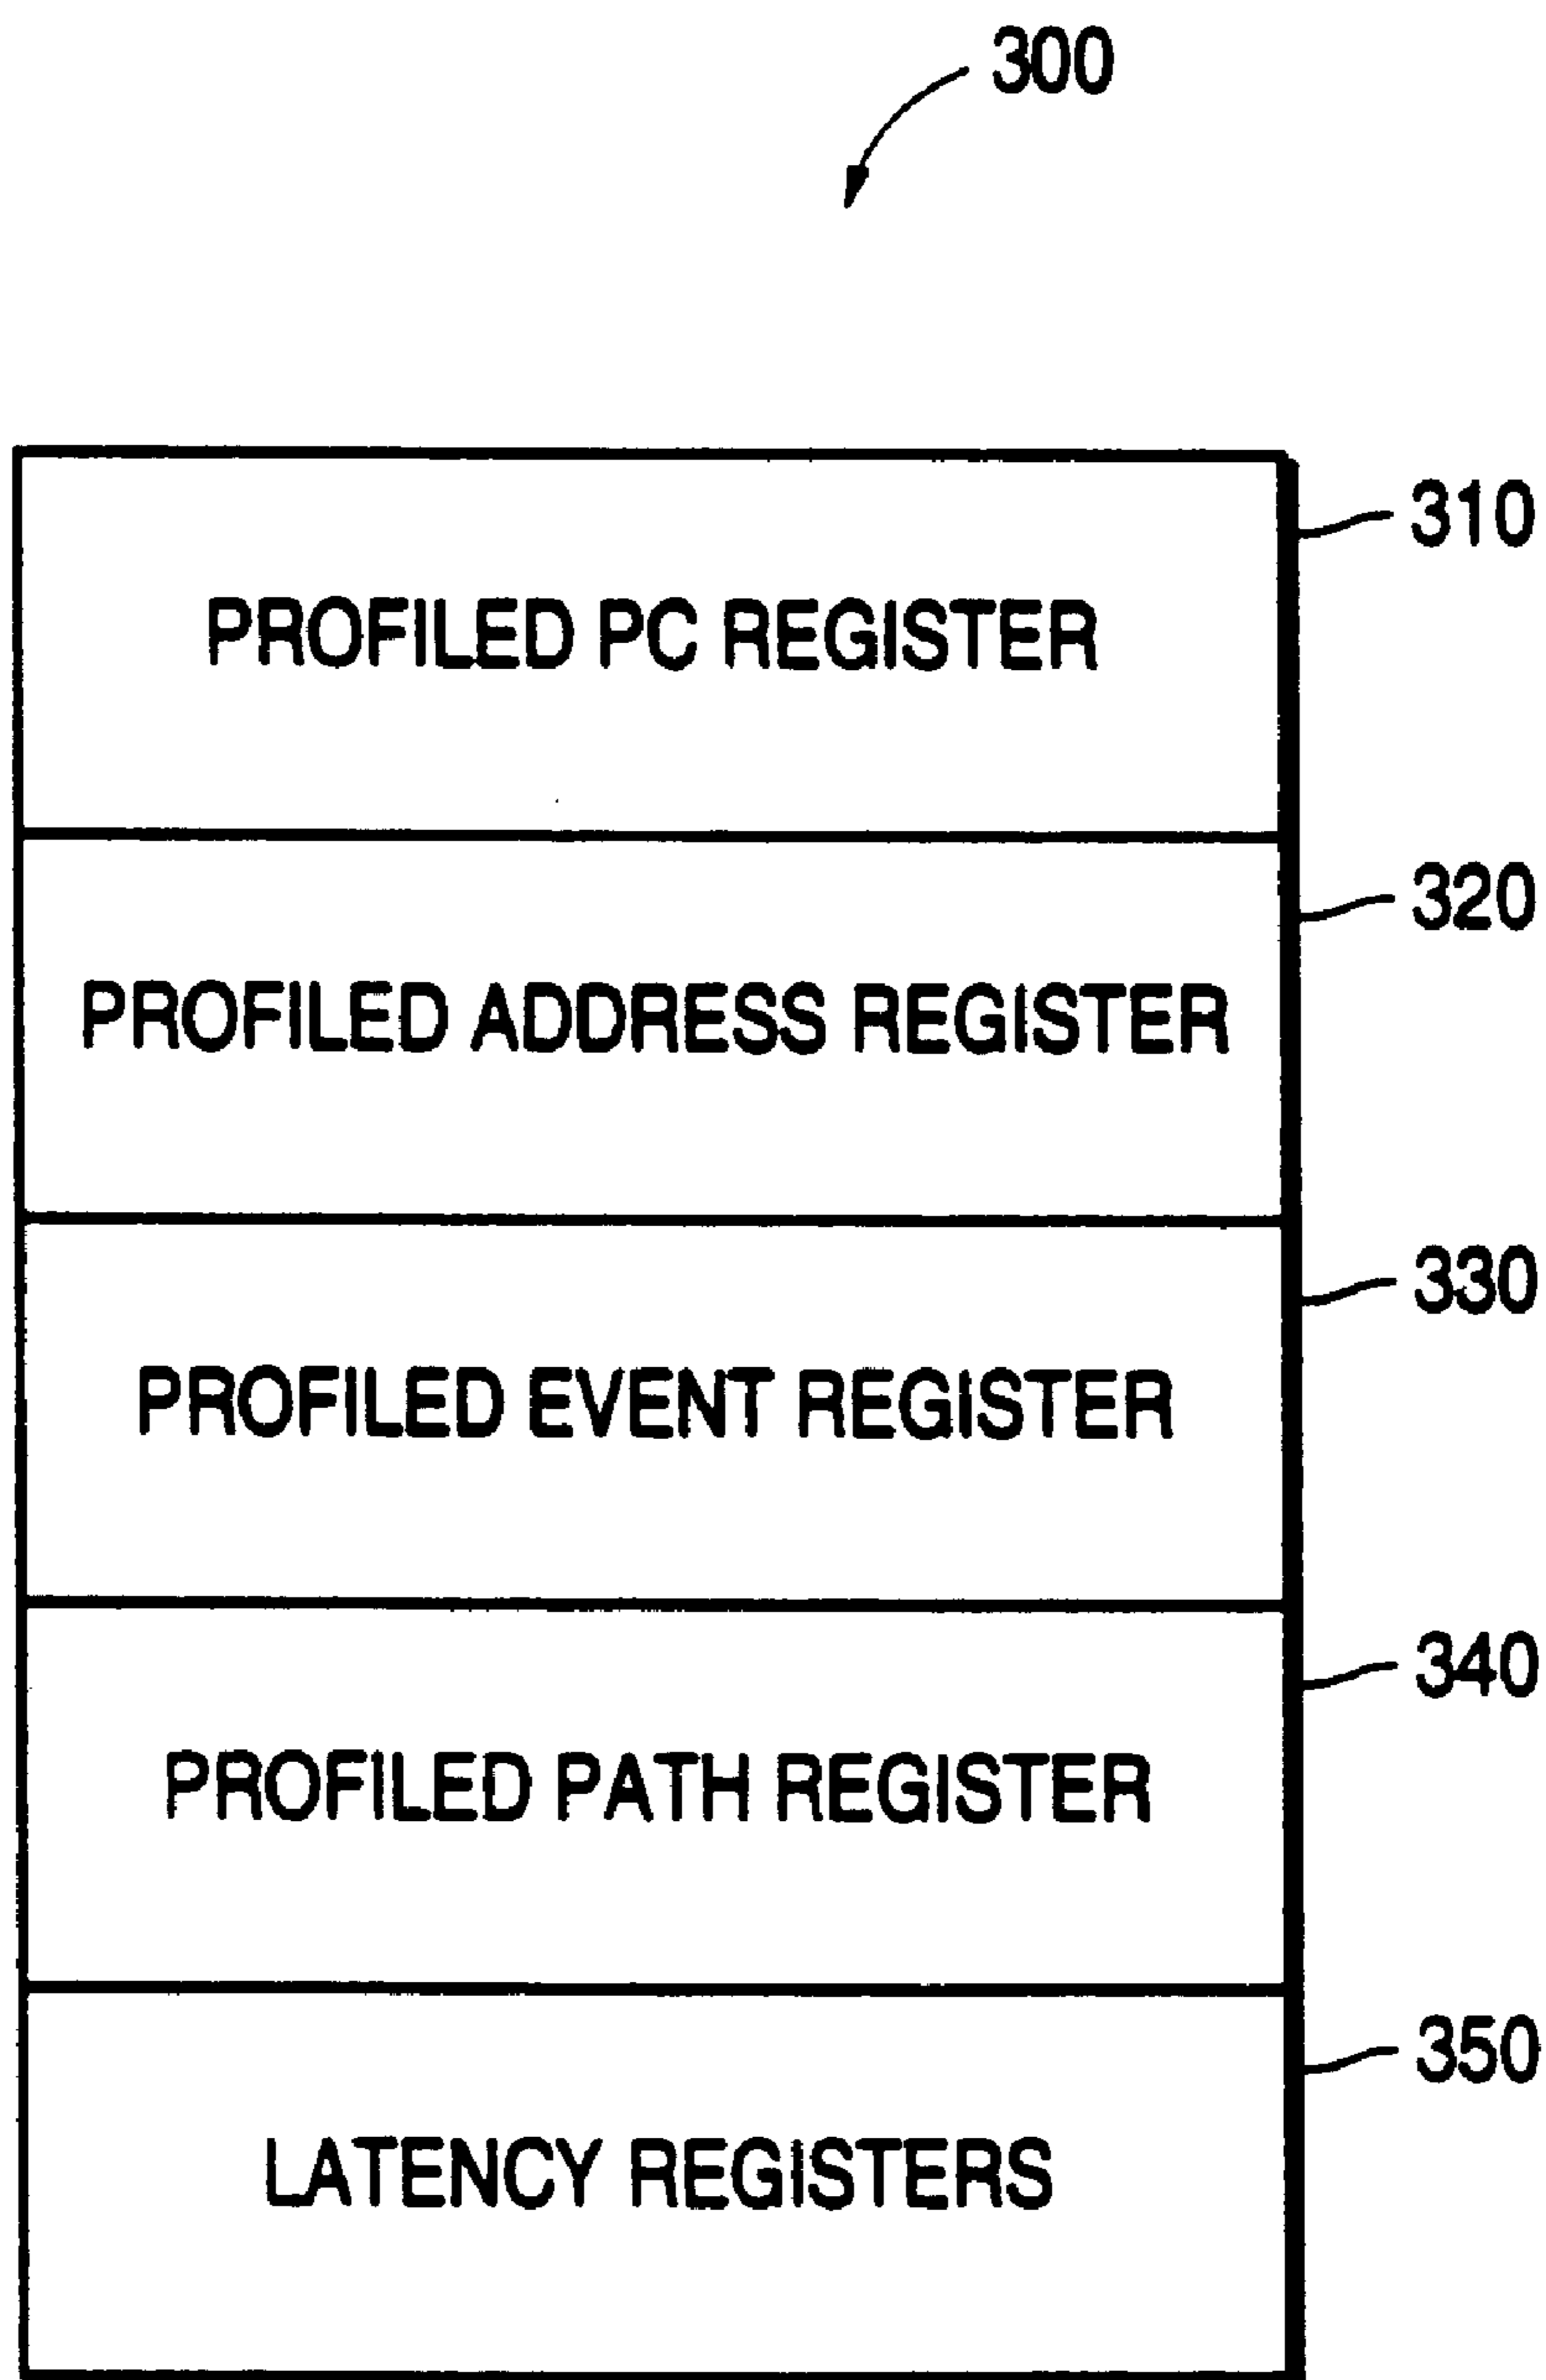 300
310
PROFILED PC REGISTER
320
PROFILED ADDRESS REGISTER
330
PROFILED EVENT REGISTER
340
PROFILED PATH REGISTER
350
LATENCY REGISTERS